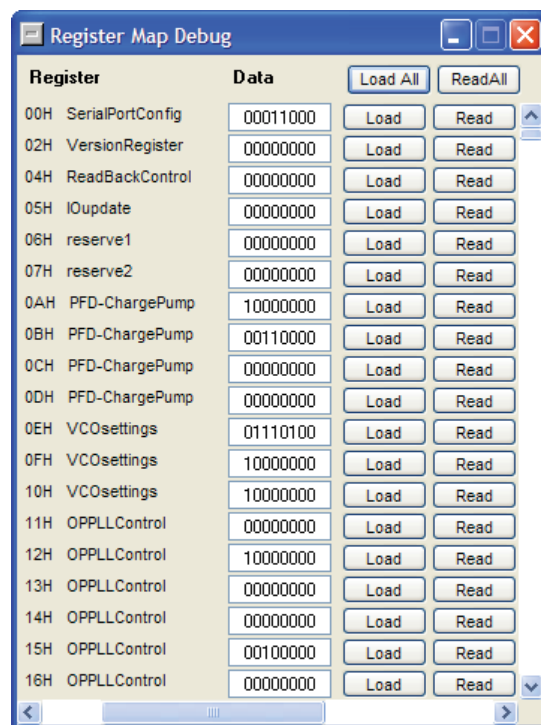 Register Map Debug
Register Data Load All ReadAll
00H SerialPortConfig 00011000 Load Read
02H VersionRegister 00000000 Load Read
04H ReadBackControl 00000000 Load Read
05H IOupdate 00000000 Load Read
06H reserve1 00000000 Load Read
07H reserve2 00000000 Load Read
0AH PFD-ChargePump 10000000 Load Read
0BH PFD-ChargePump 00110000 Load Read
0CH PFD-ChargePump 00000000 Load Read
0DH PFD-ChargePump 00000000 Load Read
0EH VCOsettings 01110100 Load Read
0FH VCOsettings 10000000 Load Read
10H VCOsettings 10000000 Load Read
11H OPPLLControl 00000000 Load Read
12H OPPLLControl 10000000 Load Read
13H OPPLLControl 00000000 Load Read
14H OPPLLControl 00000000 Load Read
15H OPPLLControl 00100000 Load Read
16H OPPLLControl 00000000 Load Read